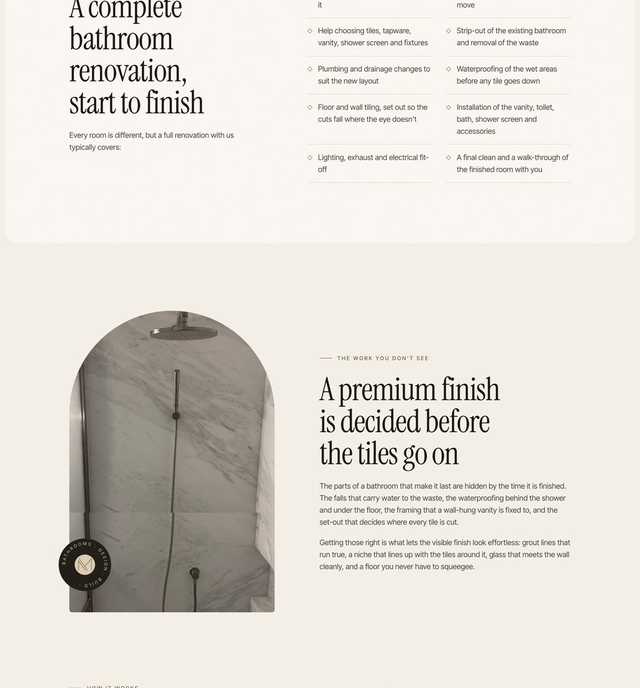 A complete
bathroom
renovation,
start to finish
Every room is different, but a full renovation with us
typically covers:
it
move
Help choosing tiles, tapware,
vanity, shower screen and fixtures
Strip-out of the existing bathroom
and removal of the waste
Plumbing and drainage changes to
suit the new layout
Waterproofing of the wet areas
before any tile goes down
Floor and wall tiling, set out so the
cuts fall where the eye doesn't
Installation of the vanity, toilet,
bath, shower screen and
accessories
Lighting, exhaust and electrical fit-
off
A final clean and a walk-through of
the finished room with you
THE WORK YOU DON'T SEE
A premium finish
is decided before
the tiles go on
The parts of a bathroom that make it last are hidden by the time it is finished.
The falls that carry water to the waste, the waterproofing behind the shower
and under the floor, the framing that a wall-hung vanity is fixed to, and the
set-out that decides where every tile is cut.
Getting those right is what lets the visible finish look effortless: grout lines that
run true, a niche that lines up with the tiles around it, glass that meets the wall
cleanly, and a floor you never have to squeegee.
BATHROOMS · DESIGN · BUILD ·
HOW IT WORKS